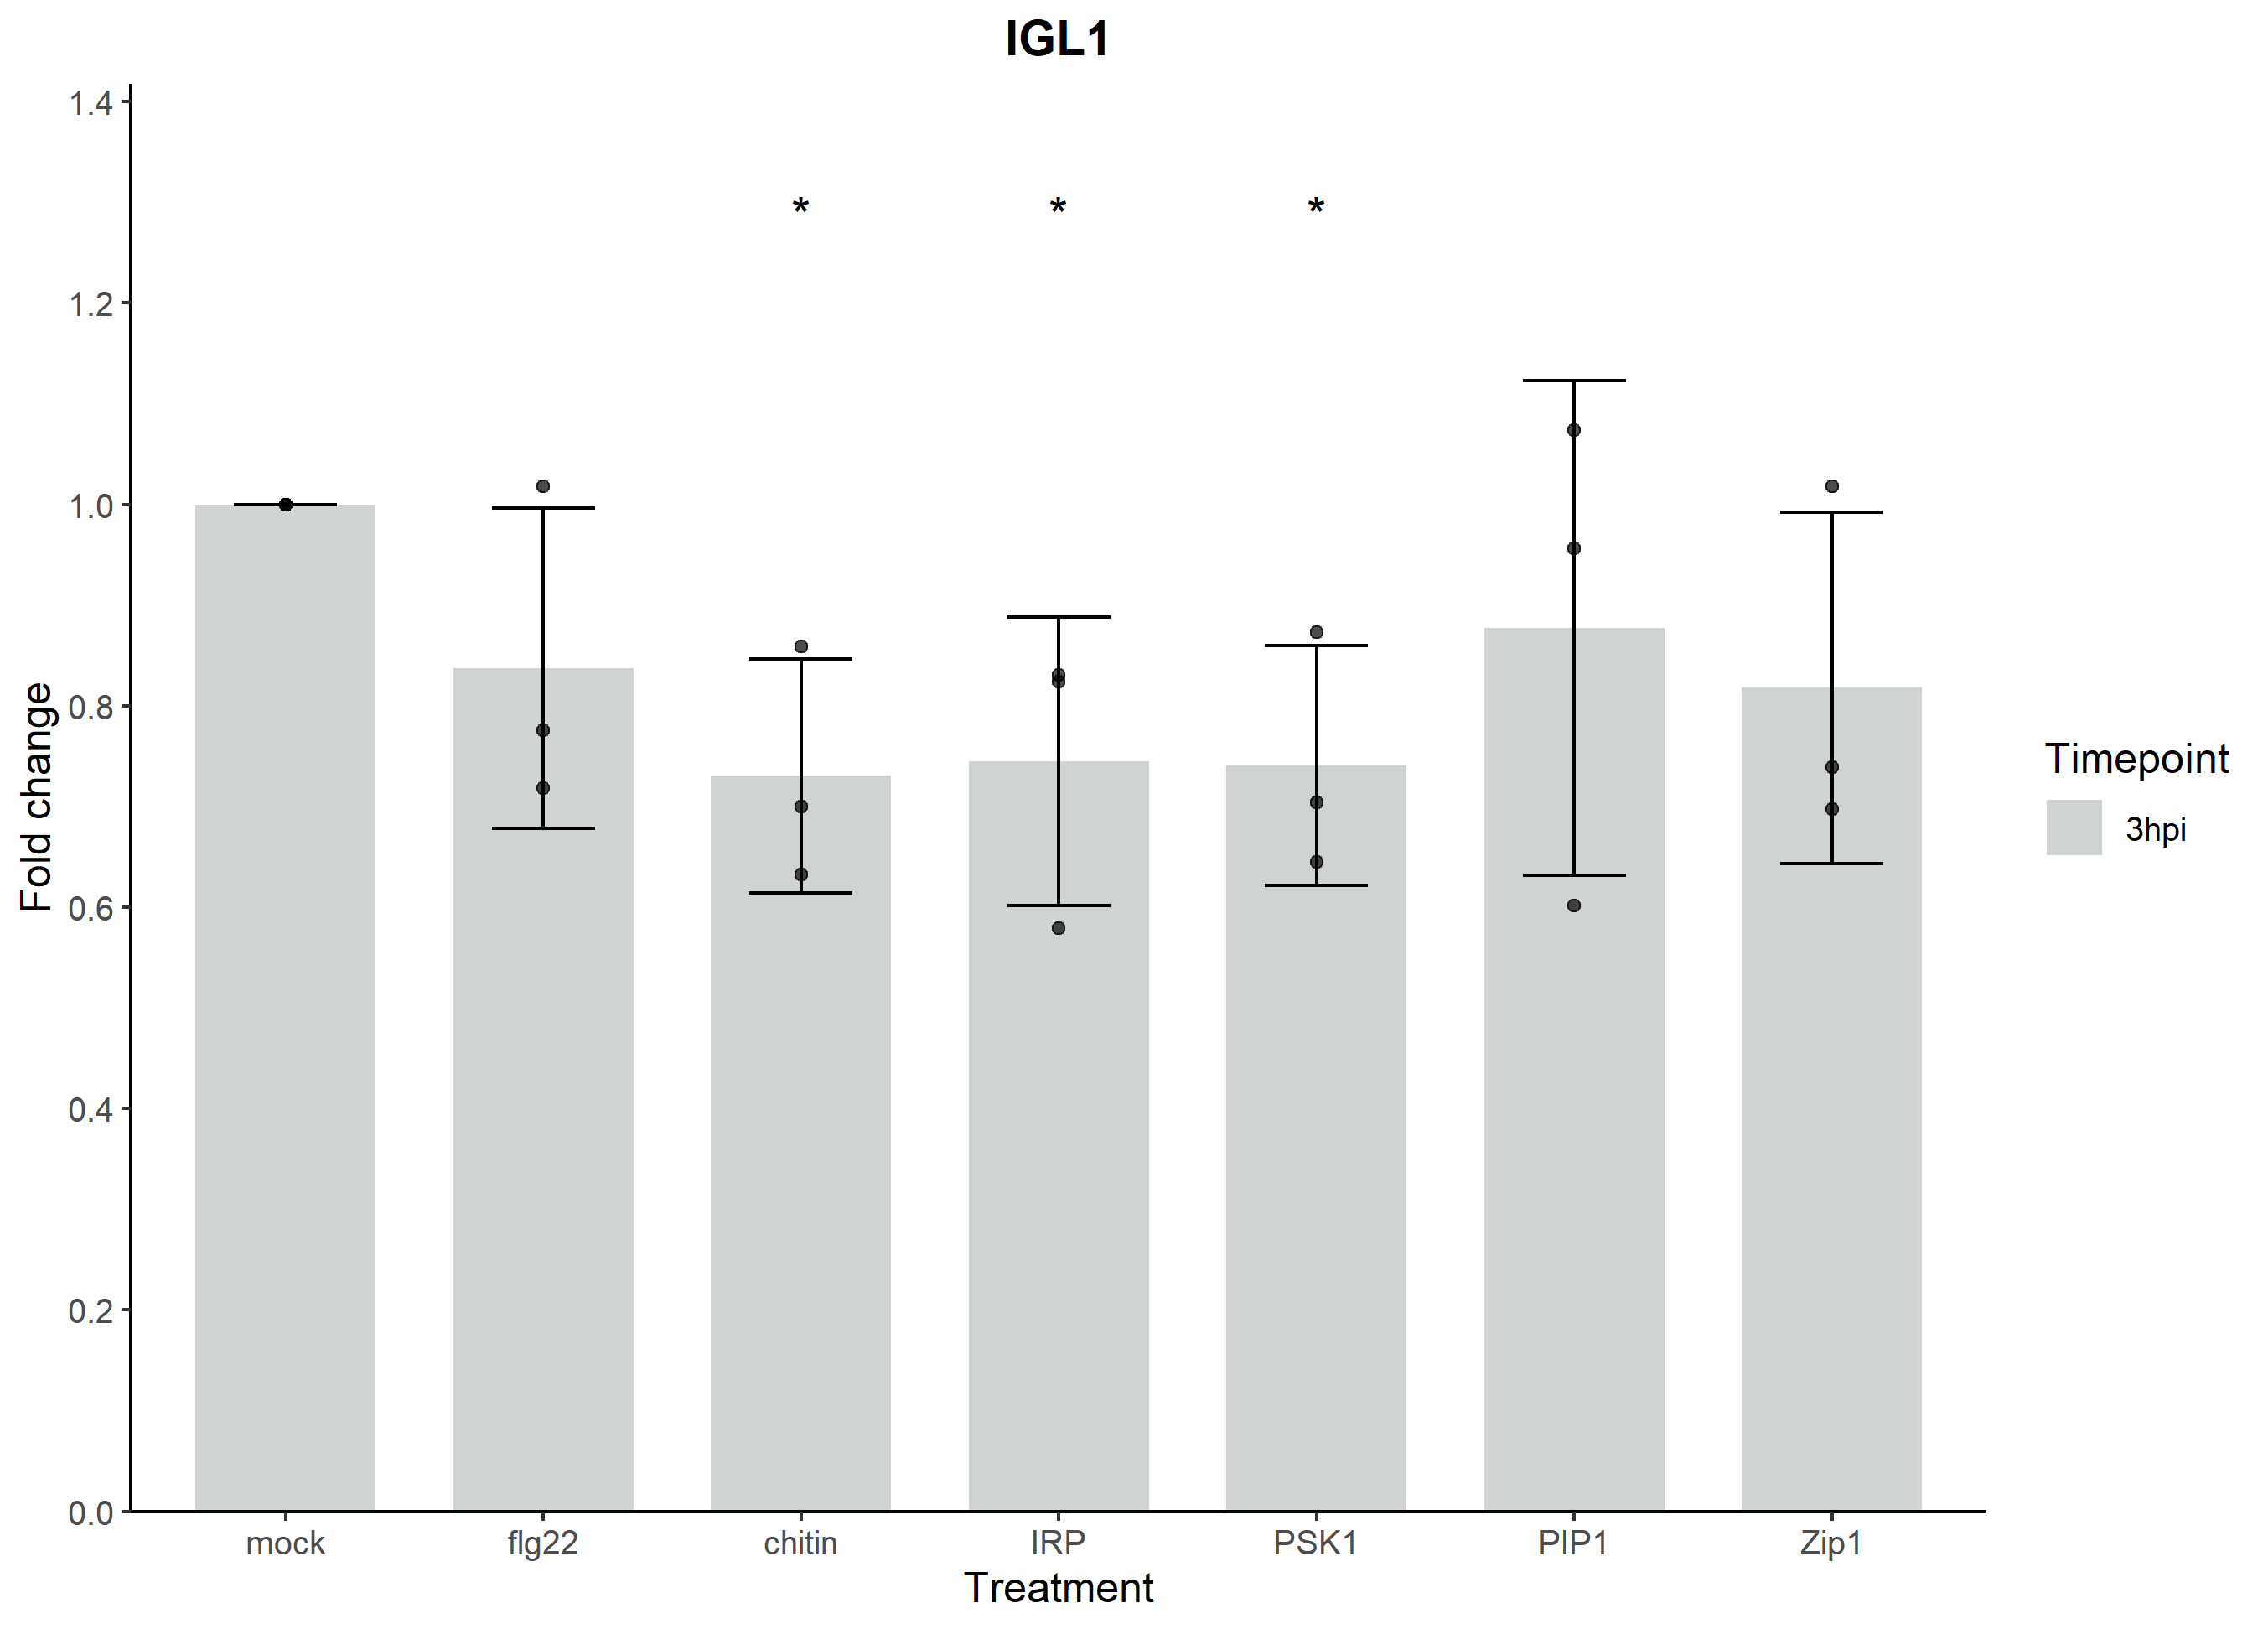 IGL1
1.4
* * *
1.2
1.0
0.8
0.6
0.4
0.2
0.0
Fold change
mock flg22 chitin IRP PSK1 PIP1 Zip1
Treatment
Timepoint
3hpi